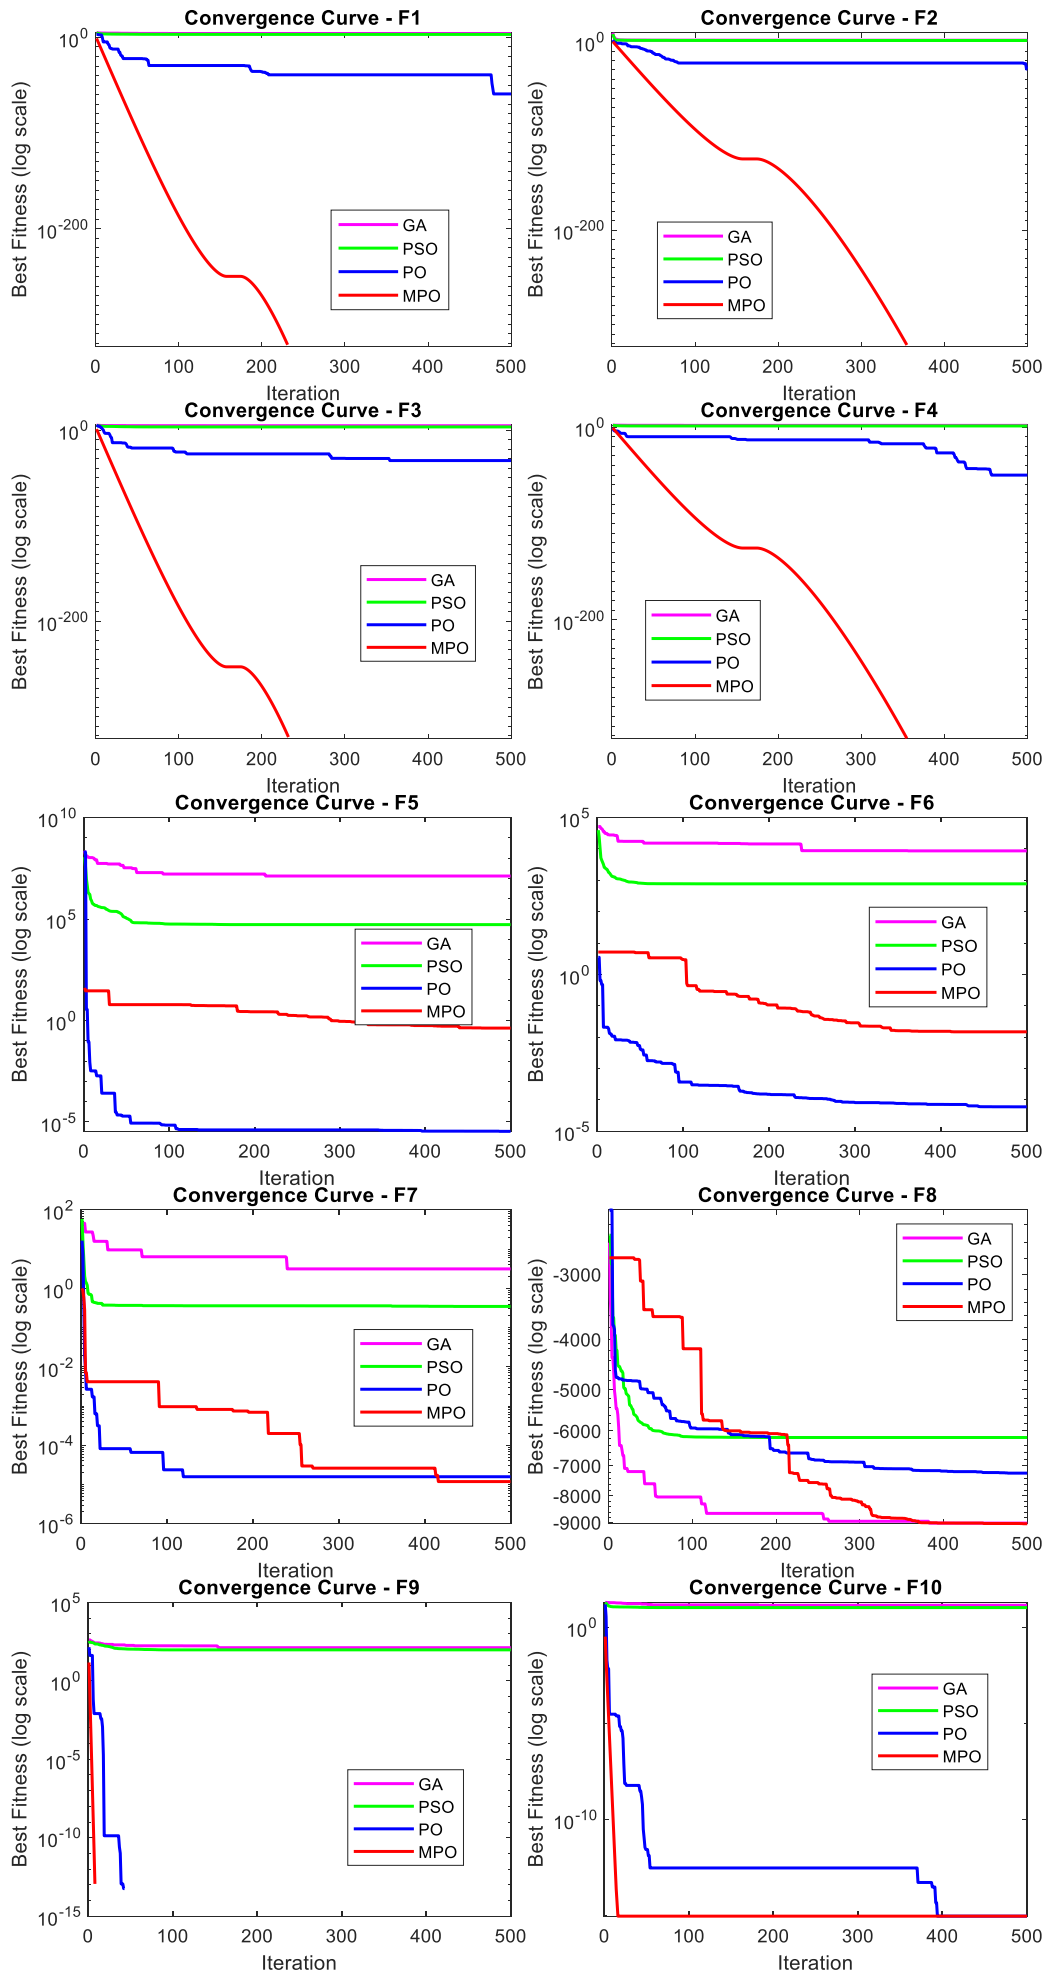 Convergence Curve - F1
10^0
10^-200
Best Fitness (log scale)
GA
PSO
PO
MPO
0 100 200 300 400 500
Iteration
Convergence Curve - F2
10^0
10^-200
Best Fitness (log scale)
GA
PSO
PO
MPO
0 100 200 300 400 500
Iteration
Convergence Curve - F3
10^0
10^-200
Best Fitness (log scale)
GA
PSO
PO
MPO
0 100 200 300 400 500
Iteration
Convergence Curve - F4
10^0
10^-200
Best Fitness (log scale)
GA
PSO
PO
MPO
0 100 200 300 400 500
Iteration
Convergence Curve - F5
10^10
10^5
10^0
10^-5
Best Fitness (log scale)
GA
PSO
PO
MPO
0 100 200 300 400 500
Iteration
Convergence Curve - F6
10^5
10^0
10^-5
Best Fitness (log scale)
GA
PSO
PO
MPO
0 100 200 300 400 500
Iteration
Convergence Curve - F7
10^2
10^0
10^-2
10^-4
10^-6
Best Fitness (log scale)
GA
PSO
PO
MPO
0 100 200 300 400 500
Iteration
Convergence Curve - F8
-3000
-4000
-5000
-6000
-7000
-8000
-9000
Best Fitness (log scale)
GA
PSO
PO
MPO
0 100 200 300 400 500
Iteration
Convergence Curve - F9
10^5
10^0
10^-5
10^-10
10^-15
Best Fitness (log scale)
GA
PSO
PO
MPO
0 100 200 300 400 500
Iteration
Convergence Curve - F10
10^0
10^-10
Best Fitness (log scale)
GA
PSO
PO
MPO
0 100 200 300 400 500
Iteration